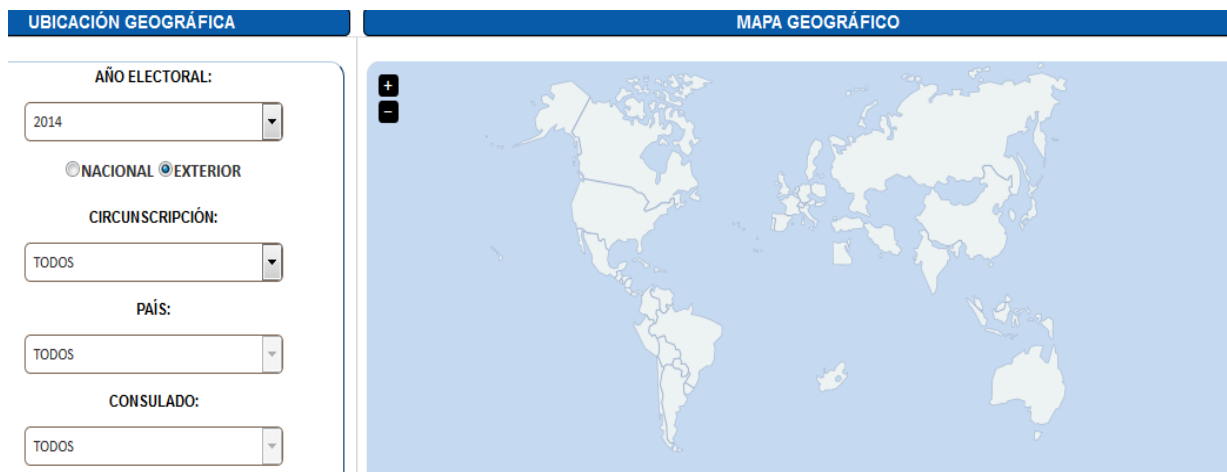 UBICACIÓN GEOGRÁFICA
AÑO ELECTORAL:
2014
NACIONAL EXTERIOR
CIRCUNSCRIPCIÓN:
TODOS
PAÍS:
TODOS
CONSULADO:
TODOS
MAPA GEOGRÁFICO
+
−